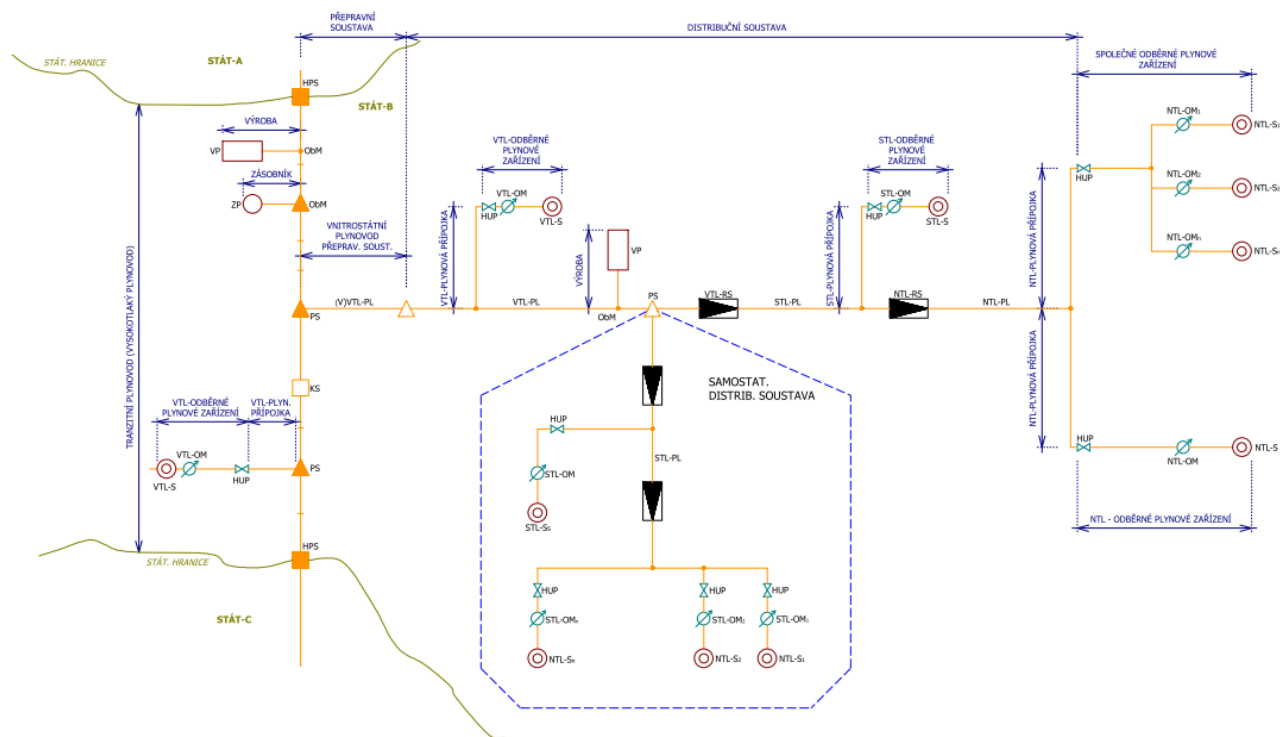 PŘEPRAVNÍ
SOUSTAVA
DISTRIBUČNÍ SOUSTAVA
STÁT. HRANICE
STÁT-A
STÁT-B
HPS
SPOLEČNÉ ODBĚRNÉ PLYNOVÉ
ZAŘÍZENÍ
VÝROBA
VP
ObM
ZÁSOBNÍK
ZP
ObM
VTL-ODBĚRNÉ
PLYNOVÉ
ZAŘÍZENÍ
STL-ODBĚRNÉ
PLYNOVÉ
ZAŘÍZENÍ
NTL-OM₁
NTL-S₁
HUP
NTL-OM₂
NTL-S₂
NTL-OMₙ
NTL-Sₙ
VTL-OM
HUP
VTL-S
STL-OM
HUP
STL-S
VNITROSTÁTNÍ
PLYNOVOD
PŘEPRAV. SOUST.
VTL-PLYNOVÁ PŘÍPOJKA
VÝROBA
VP
STL-PLYNOVÁ PŘÍPOJKA
NTL-PLYNOVÁ PŘÍPOJKA
TRANZITNÍ PLYNOVOD (VYSOKOTLAKÝ PLYNOVOD)
(V)VTL-PL
PS
VTL-PL
ObM
PS
VTL-RS
STL-PL
NTL-RS
NTL-PL
NTL-PLYNOVÁ PŘÍPOJKA
KS
SAMOSTAT.
DISTRIB. SOUSTAVA
VTL-ODBĚRNÉ
PLYNOVÉ ZAŘÍZENÍ
VTL-PLYN.
PŘÍPOJKA
VTL-OM
VTL-S
HUP
PS
HUP
STL-PL
STL-OM
STL-S₅
HUP
NTL-OM
NTL-S
NTL - ODBĚRNÉ PLYNOVÉ ZAŘÍZENÍ
HPS
STÁT. HRANICE
STÁT-C
HUP
HUP
HUP
STL-OMₙ
STL-OM₂
STL-OM₁
NTL-Sₙ
NTL-S₂
NTL-S₁